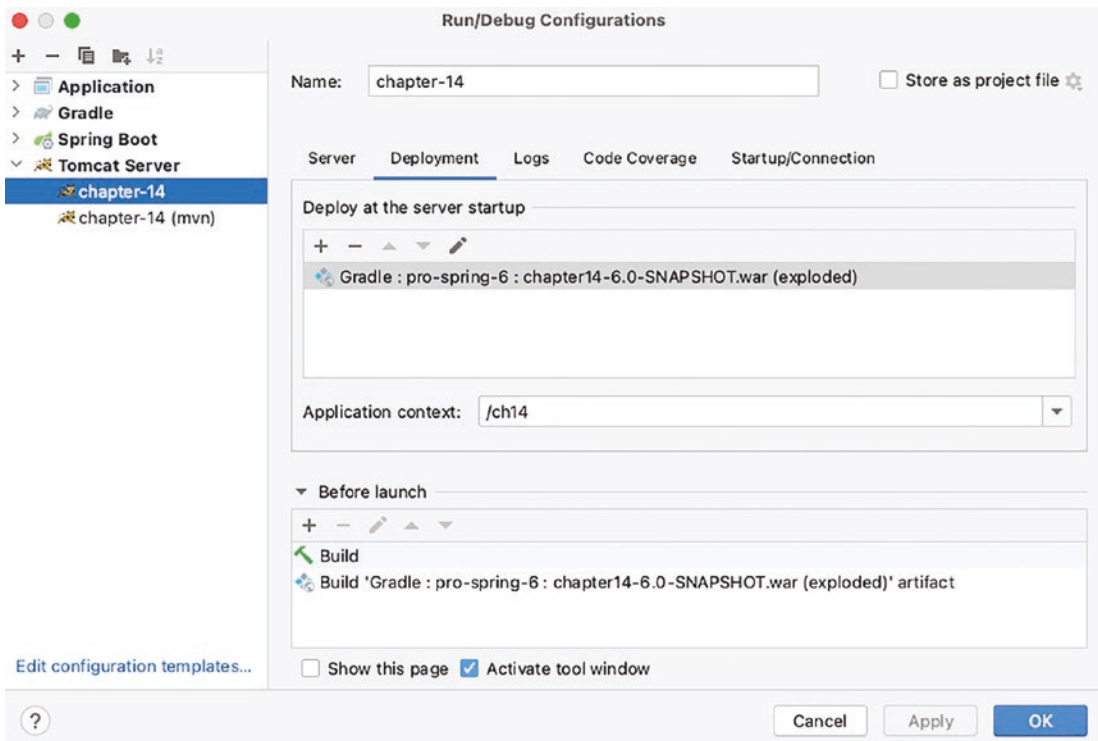 Run/Debug Configurations
Application
Gradle
Spring Boot
Tomcat Server
chapter-14
chapter-14 (mvn)
Edit configuration templates...
Name: chapter-14
Store as project file
Server Deployment Logs Code Coverage Startup/Connection
Deploy at the server startup
Gradle : pro-spring-6 : chapter14-6.0-SNAPSHOT.war (exploded)
Application context: /ch14
Before launch
Build
Build 'Gradle : pro-spring-6 : chapter14-6.0-SNAPSHOT.war (exploded)' artifact
Show this page Activate tool window
? Cancel Apply OK